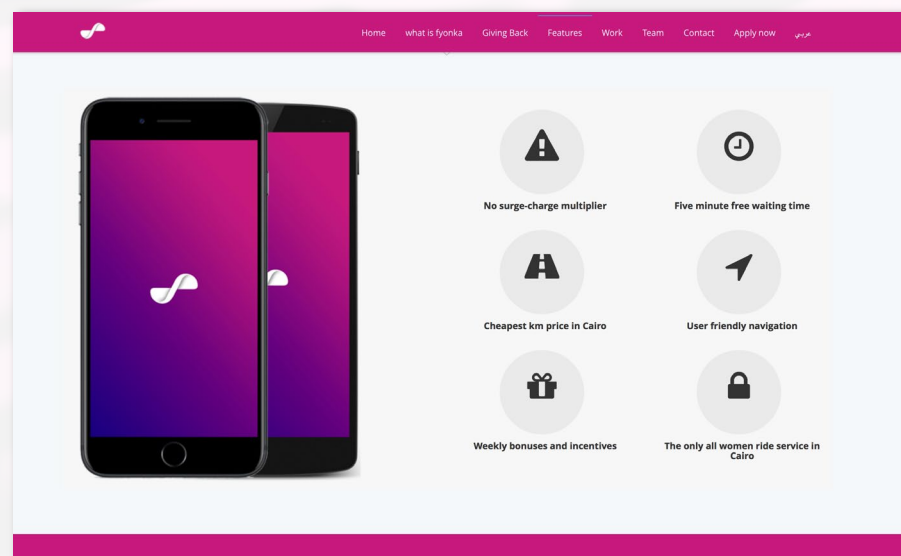 Home what is fyonka Giving Back Features Work Team Contact Apply now عربي
No surge-charge multiplier
Five minute free waiting time
Cheapest km price in Cairo
User friendly navigation
Weekly bonuses and incentives
The only all women ride service in
Cairo